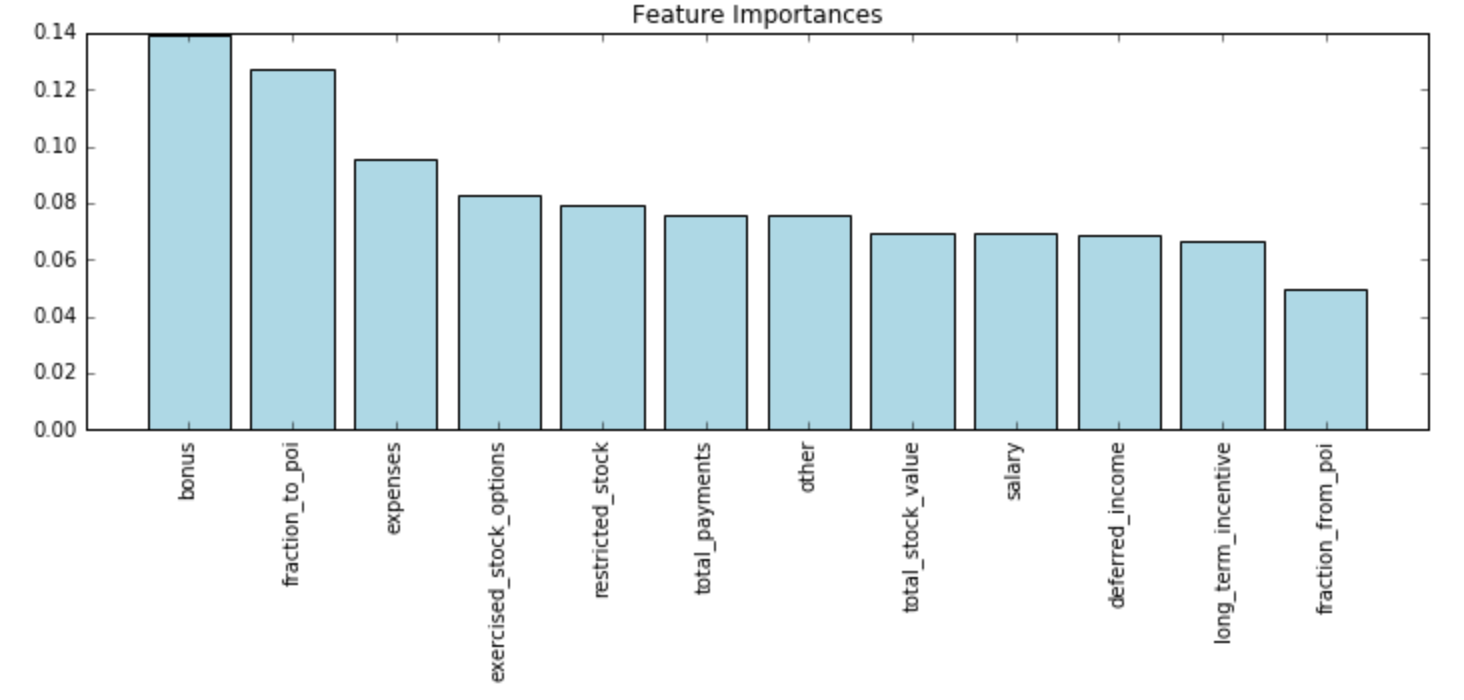 Feature Importances
0.14
0.12
0.10
0.08
0.06
0.04
0.02
0.00
bonus
fraction_to_poi
expenses
exercised_stock_options
restricted_stock
total_payments
other
total_stock_value
salary
deferred_income
long_term_incentive
fraction_from_poi